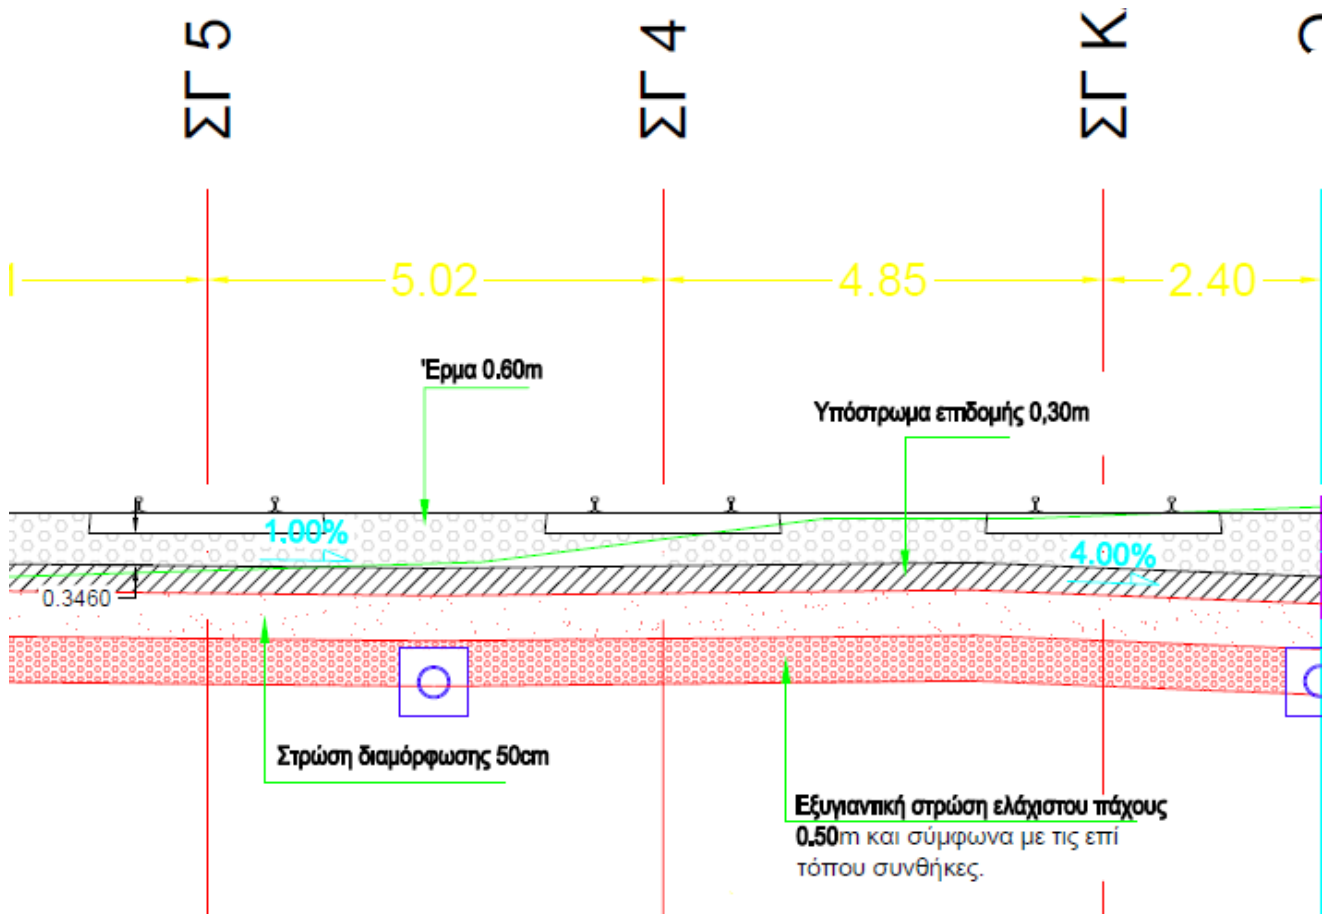 ΣΓ 5
ΣΓ 4
ΣΓ Κ
5.02
4.85
2.40
Έρμα 0.60m
Υπόστρωμα επιδομής 0,30m
1.00%
4.00%
0.3460
Στρώση διαμόρφωσης 50cm
Εξυγιαντική στρώση ελάχιστου πάχους
0.50m και σύμφωνα με τις επί
τόπου συνθήκες.